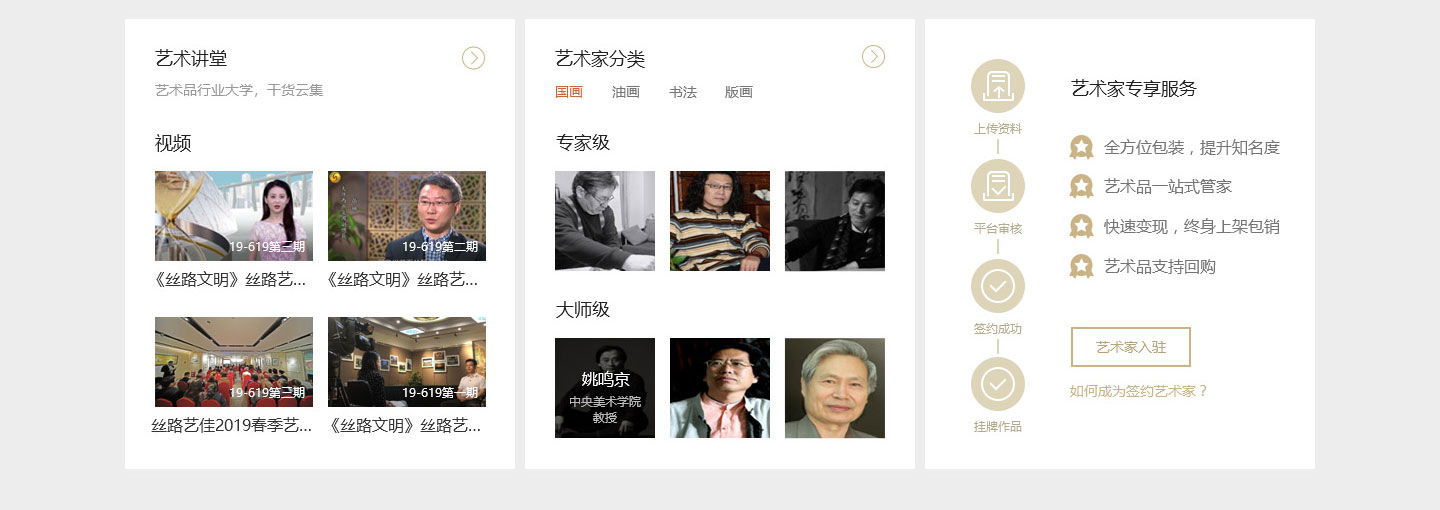 艺术讲堂
艺术品行业大学，干货云集
视频
19-619第三期
19-619第二期
《丝路文明》丝路艺...
《丝路文明》丝路艺...
19-619第三期
19-619第一期
丝路艺佳2019春季艺...
《丝路文明》丝路艺...
艺术家分类
国画 油画 书法 版画
专家级
大师级
姚鸣京
中央美术学院
教授
上传资料
平台审核
签约成功
挂牌作品
艺术家专享服务
全方位包装，提升知名度
艺术品一站式管家
快速变现，终身上架包销
艺术品支持回购
艺术家入驻
如何成为签约艺术家？